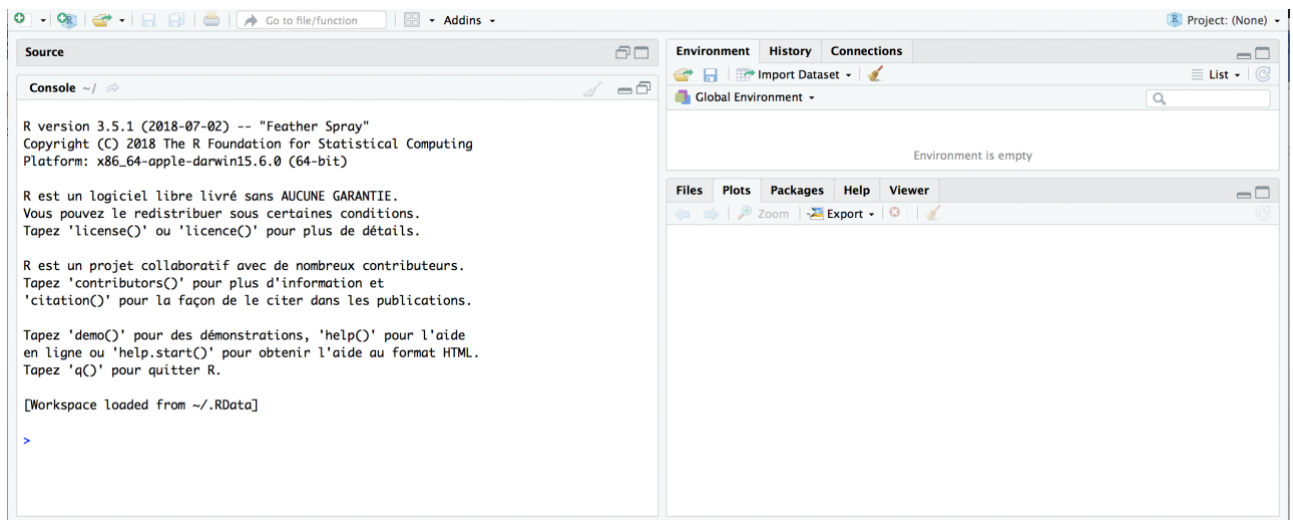 Go to file/function
Addins
Project: (None)
Source
Console ~/
R version 3.5.1 (2018-07-02) -- "Feather Spray"
Copyright (C) 2018 The R Foundation for Statistical Computing
Platform: x86_64-apple-darwin15.6.0 (64-bit)
R est un logiciel libre livré sans AUCUNE GARANTIE.
Vous pouvez le redistribuer sous certaines conditions.
Tapez 'license()' ou 'licence()' pour plus de détails.
R est un projet collaboratif avec de nombreux contributeurs.
Tapez 'contributors()' pour plus d'information et
'citation()' pour la façon de le citer dans les publications.
Tapez 'demo()' pour des démonstrations, 'help()' pour l'aide
en ligne ou 'help.start()' pour obtenir l'aide au format HTML.
Tapez 'q()' pour quitter R.
[Workspace loaded from ~/.RData]
>
Environment History Connections
Import Dataset
List
Global Environment
Environment is empty
Files Plots Packages Help Viewer
Zoom Export